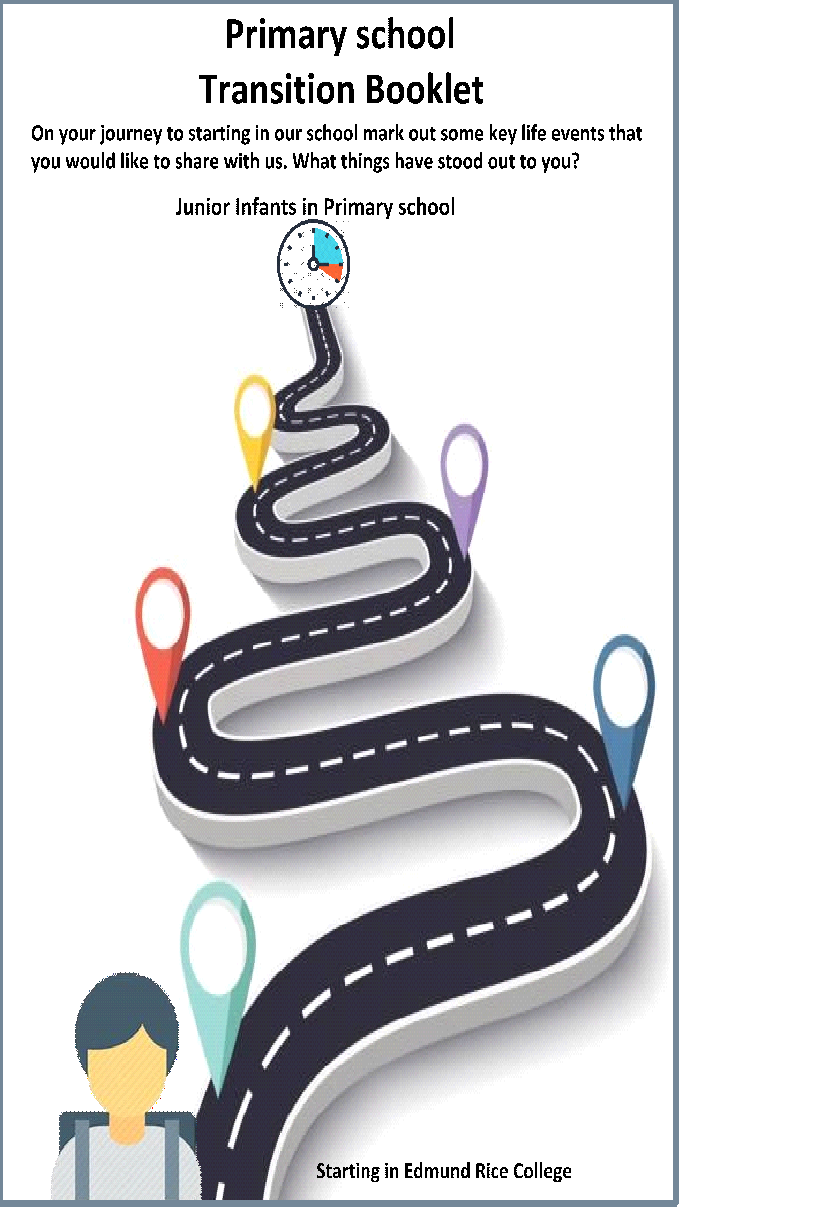 Primary school
Transition Booklet
On your journey to starting in our school mark out some key life events that
you would like to share with us. What things have stood out to you?
Junior Infants in Primary school
Starting in Edmund Rice College